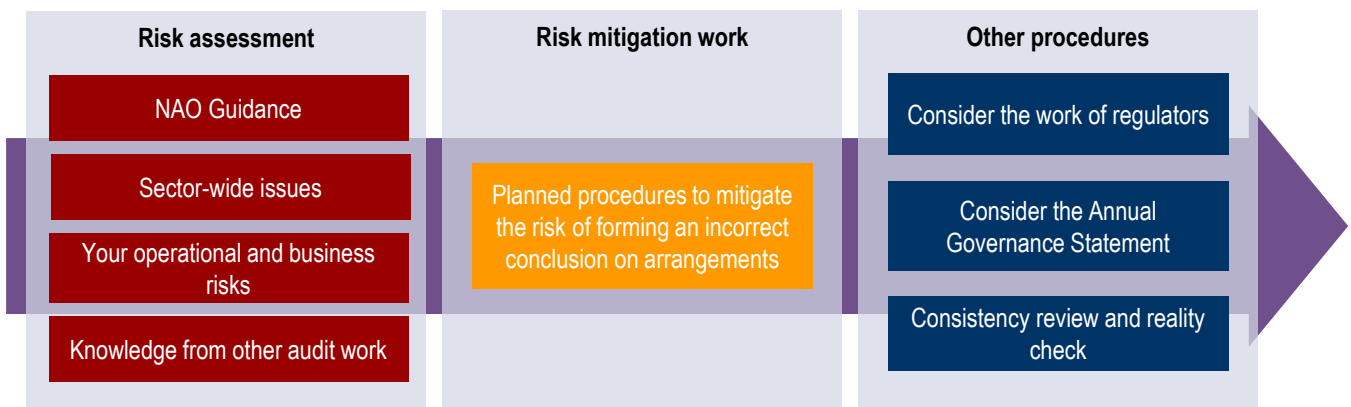 Risk assessment
NAO Guidance
Sector-wide issues
Your operational and business
risks
Knowledge from other audit work
Risk mitigation work
Planned procedures to mitigate
the risk of forming an incorrect
conclusion on arrangements
Other procedures
Consider the work of regulators
Consider the Annual
Governance Statement
Consistency review and reality
check